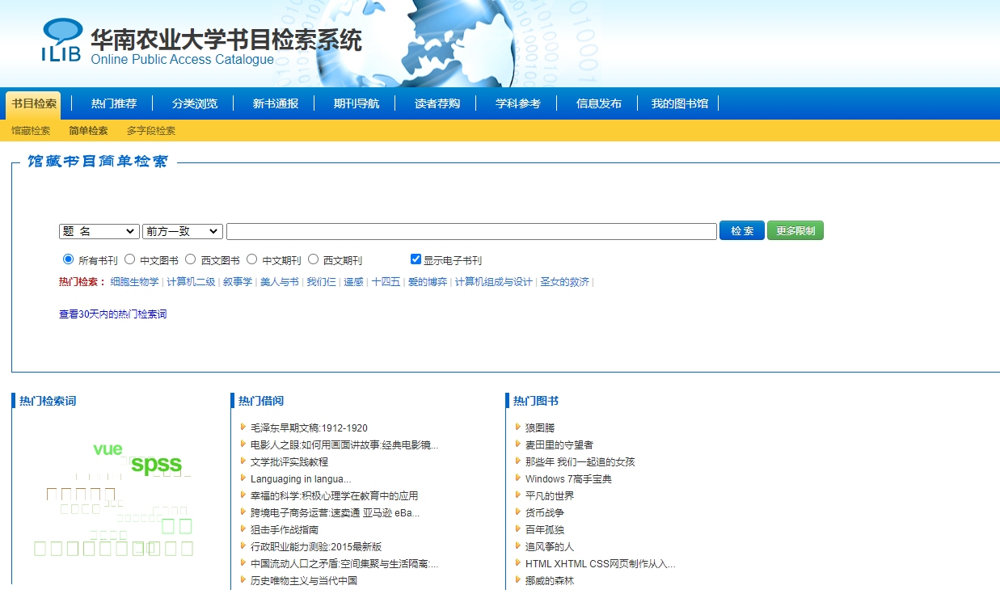 ILIB
华南农业大学书目检索系统
Online Public Access Catalogue
书目检索 热门推荐 分类浏览 新书通报 期刊导航 读者荐购 学科参考 信息发布 我的图书馆
馆藏检索 简单检索 多字段检索
馆藏书目简单检索
题 名 前方一致 检 索 更多限制
所有书刊 中文图书 西文图书 中文期刊 西文期刊 显示电子书刊
热门检索： 细胞生物学 | 计算机二级 | 叙事学 | 美人与书 | 我们仨 | 遥感 | 十四五 | 爱的博弈 | 计算机组成与设计 | 圣女的救济 |
查看30天内的热门检索词
热门检索词
vue
spss
热门借阅
毛泽东早期文稿:1912-1920
电影人之眼:如何用画面讲故事:经典电影镜...
文学批评实践教程
Languaging in langua...
幸福的科学:积极心理学在教育中的应用
跨境电子商务运营:速卖通 亚马逊 eBa...
狙击手作战指南
行政职业能力测验:2015最新版
中国流动人口之矛盾:空间集聚与生活隔离:...
历史唯物主义与当代中国
热门图书
狼图腾
麦田里的守望者
那些年 我们一起追的女孩
Windows 7高手宝典
平凡的世界
货币战争
百年孤独
追风筝的人
HTML XHTML CSS网页制作从入...
挪威的森林